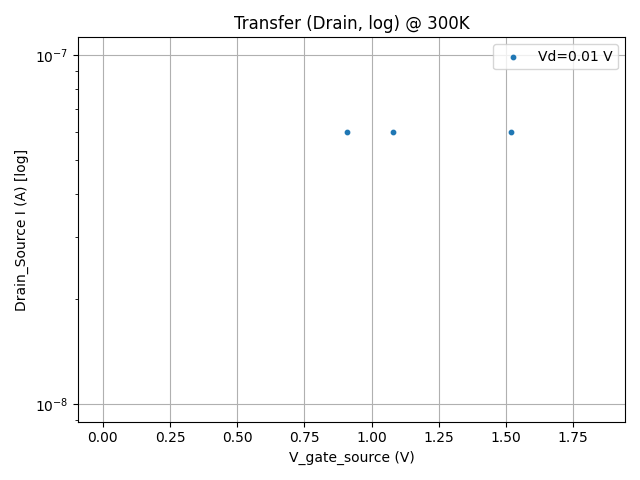 Transfer (Drain, log) @ 300K
10⁻⁷
Vd=0.01 V
Drain_Source I (A) [log]
10⁻⁸
0.00 0.25 0.50 0.75 1.00 1.25 1.50 1.75
V_gate_source (V)